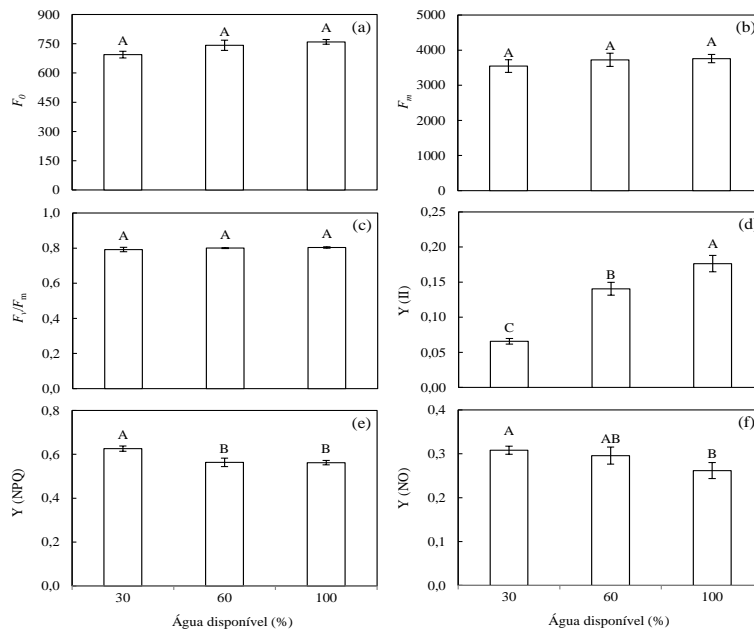 (a)
900
750
600
450
300
150
0
F0
A
A
A
(b)
5000
4000
3000
2000
1000
0
Fm
A
A
A
(c)
1,0
0,8
0,6
0,4
0,2
0,0
Fv/Fm
A
A
A
(d)
0,25
0,20
0,15
0,10
0,05
0,00
Y (II)
C
B
A
(e)
0,8
0,6
0,4
0,2
0,0
Y (NPQ)
A
B
B
30 60 100
Água disponível (%)
(f)
0,4
0,3
0,2
0,1
0,0
Y (NO)
A
AB
B
30 60 100
Água disponível (%)